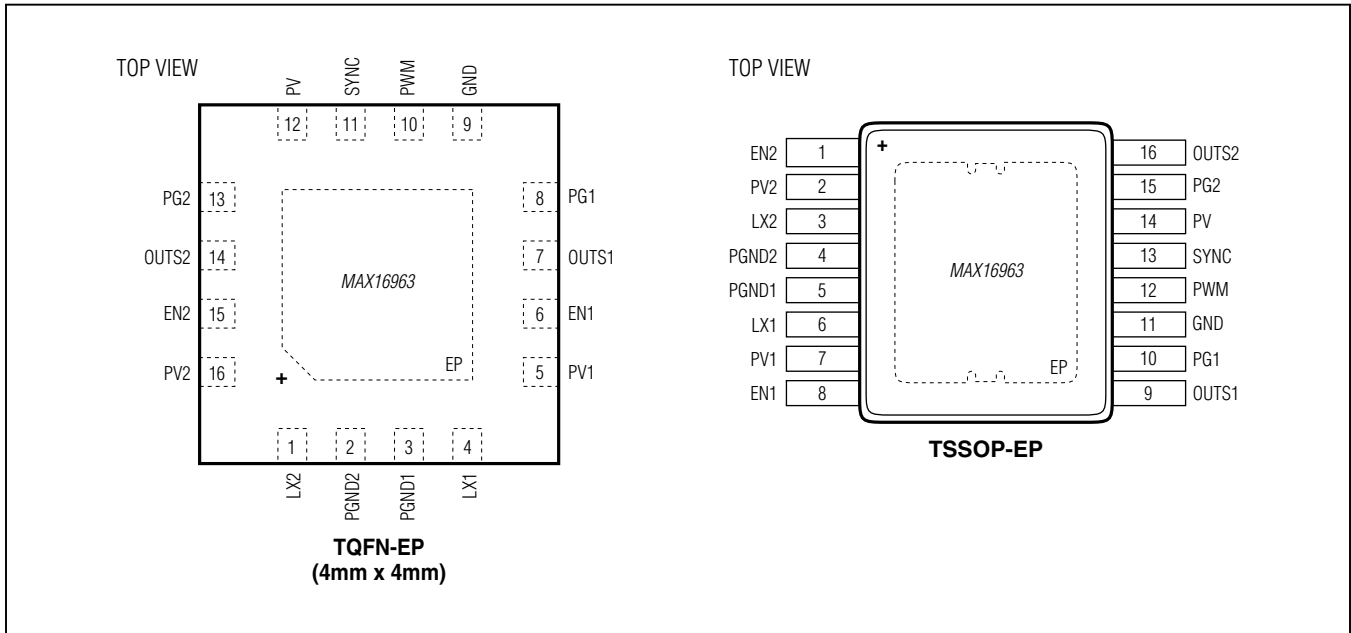 TOP VIEW
PV
SYNC
PWM
GND
12 11 10 9
PG2 13
OUTS2 14
EN2 15
PV2 16
8 PG1
7 OUTS1
6 EN1
5 PV1
MAX16963
EP
+
1 2 3 4
LX2
PGND2
PGND1
LX1
TQFN-EP
(4mm x 4mm)
TOP VIEW
EN2 1
PV2 2
LX2 3
PGND2 4
PGND1 5
LX1 6
PV1 7
EN1 8
+
MAX16963
EP
16 OUTS2
15 PG2
14 PV
13 SYNC
12 PWM
11 GND
10 PG1
9 OUTS1
TSSOP-EP